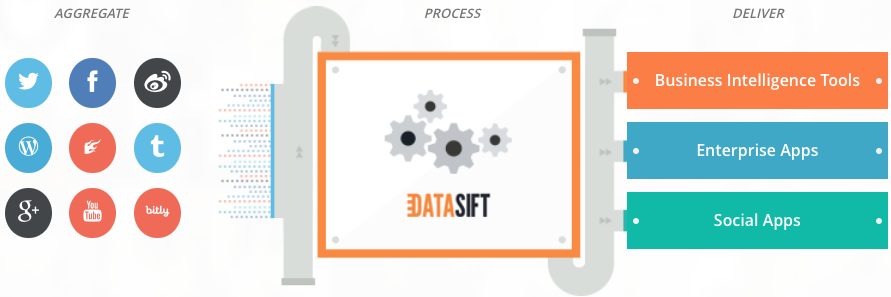 AGGREGATE
PROCESS
DELIVER
f
t
g+
You
Tube
bitly
DATASIFT
Business Intelligence Tools
Enterprise Apps
Social Apps